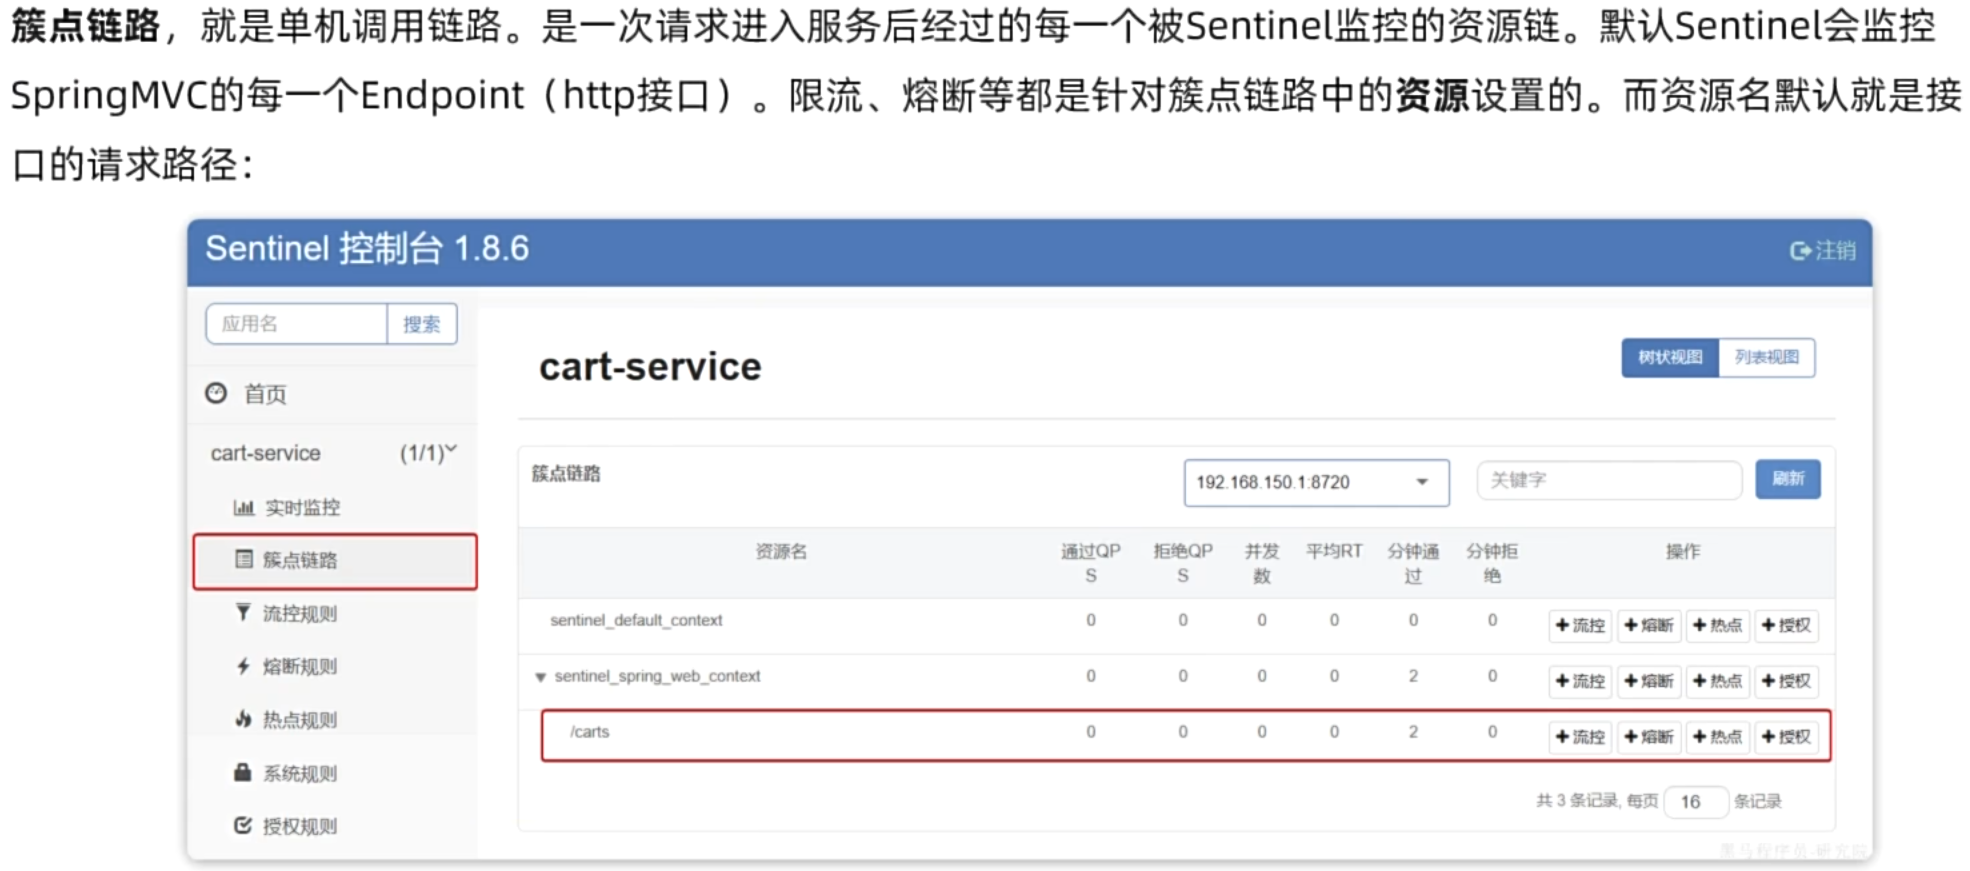 簇点链路，就是单机调用链路。是一次请求进入服务后经过的每一个被Sentinel监控的资源链。默认Sentinel会监控
SpringMVC的每一个Endpoint（http接口）。限流、熔断等都是针对簇点链路中的资源设置的。而资源名默认就是接
口的请求路径：
Sentinel 控制台 1.8.6
注销
应用名 搜索
首页
cart-service (1/1)
实时监控
簇点链路
流控规则
熔断规则
热点规则
系统规则
授权规则
cart-service
树状视图 列表视图
簇点链路 192.168.150.1:8720 关键字 刷新
资源名 通过QP 拒绝QP 并发 平均RT 分钟通 分钟拒 操作
S S 数 过 绝
sentinel_default_context 0 0 0 0 0 0 流控 熔断 热点 授权
sentinel_spring_web_context 0 0 0 0 2 0 流控 熔断 热点 授权
/carts 0 0 0 0 2 0 流控 熔断 热点 授权
共 3 条记录, 每页 16 条记录
黑马程序员-研究院